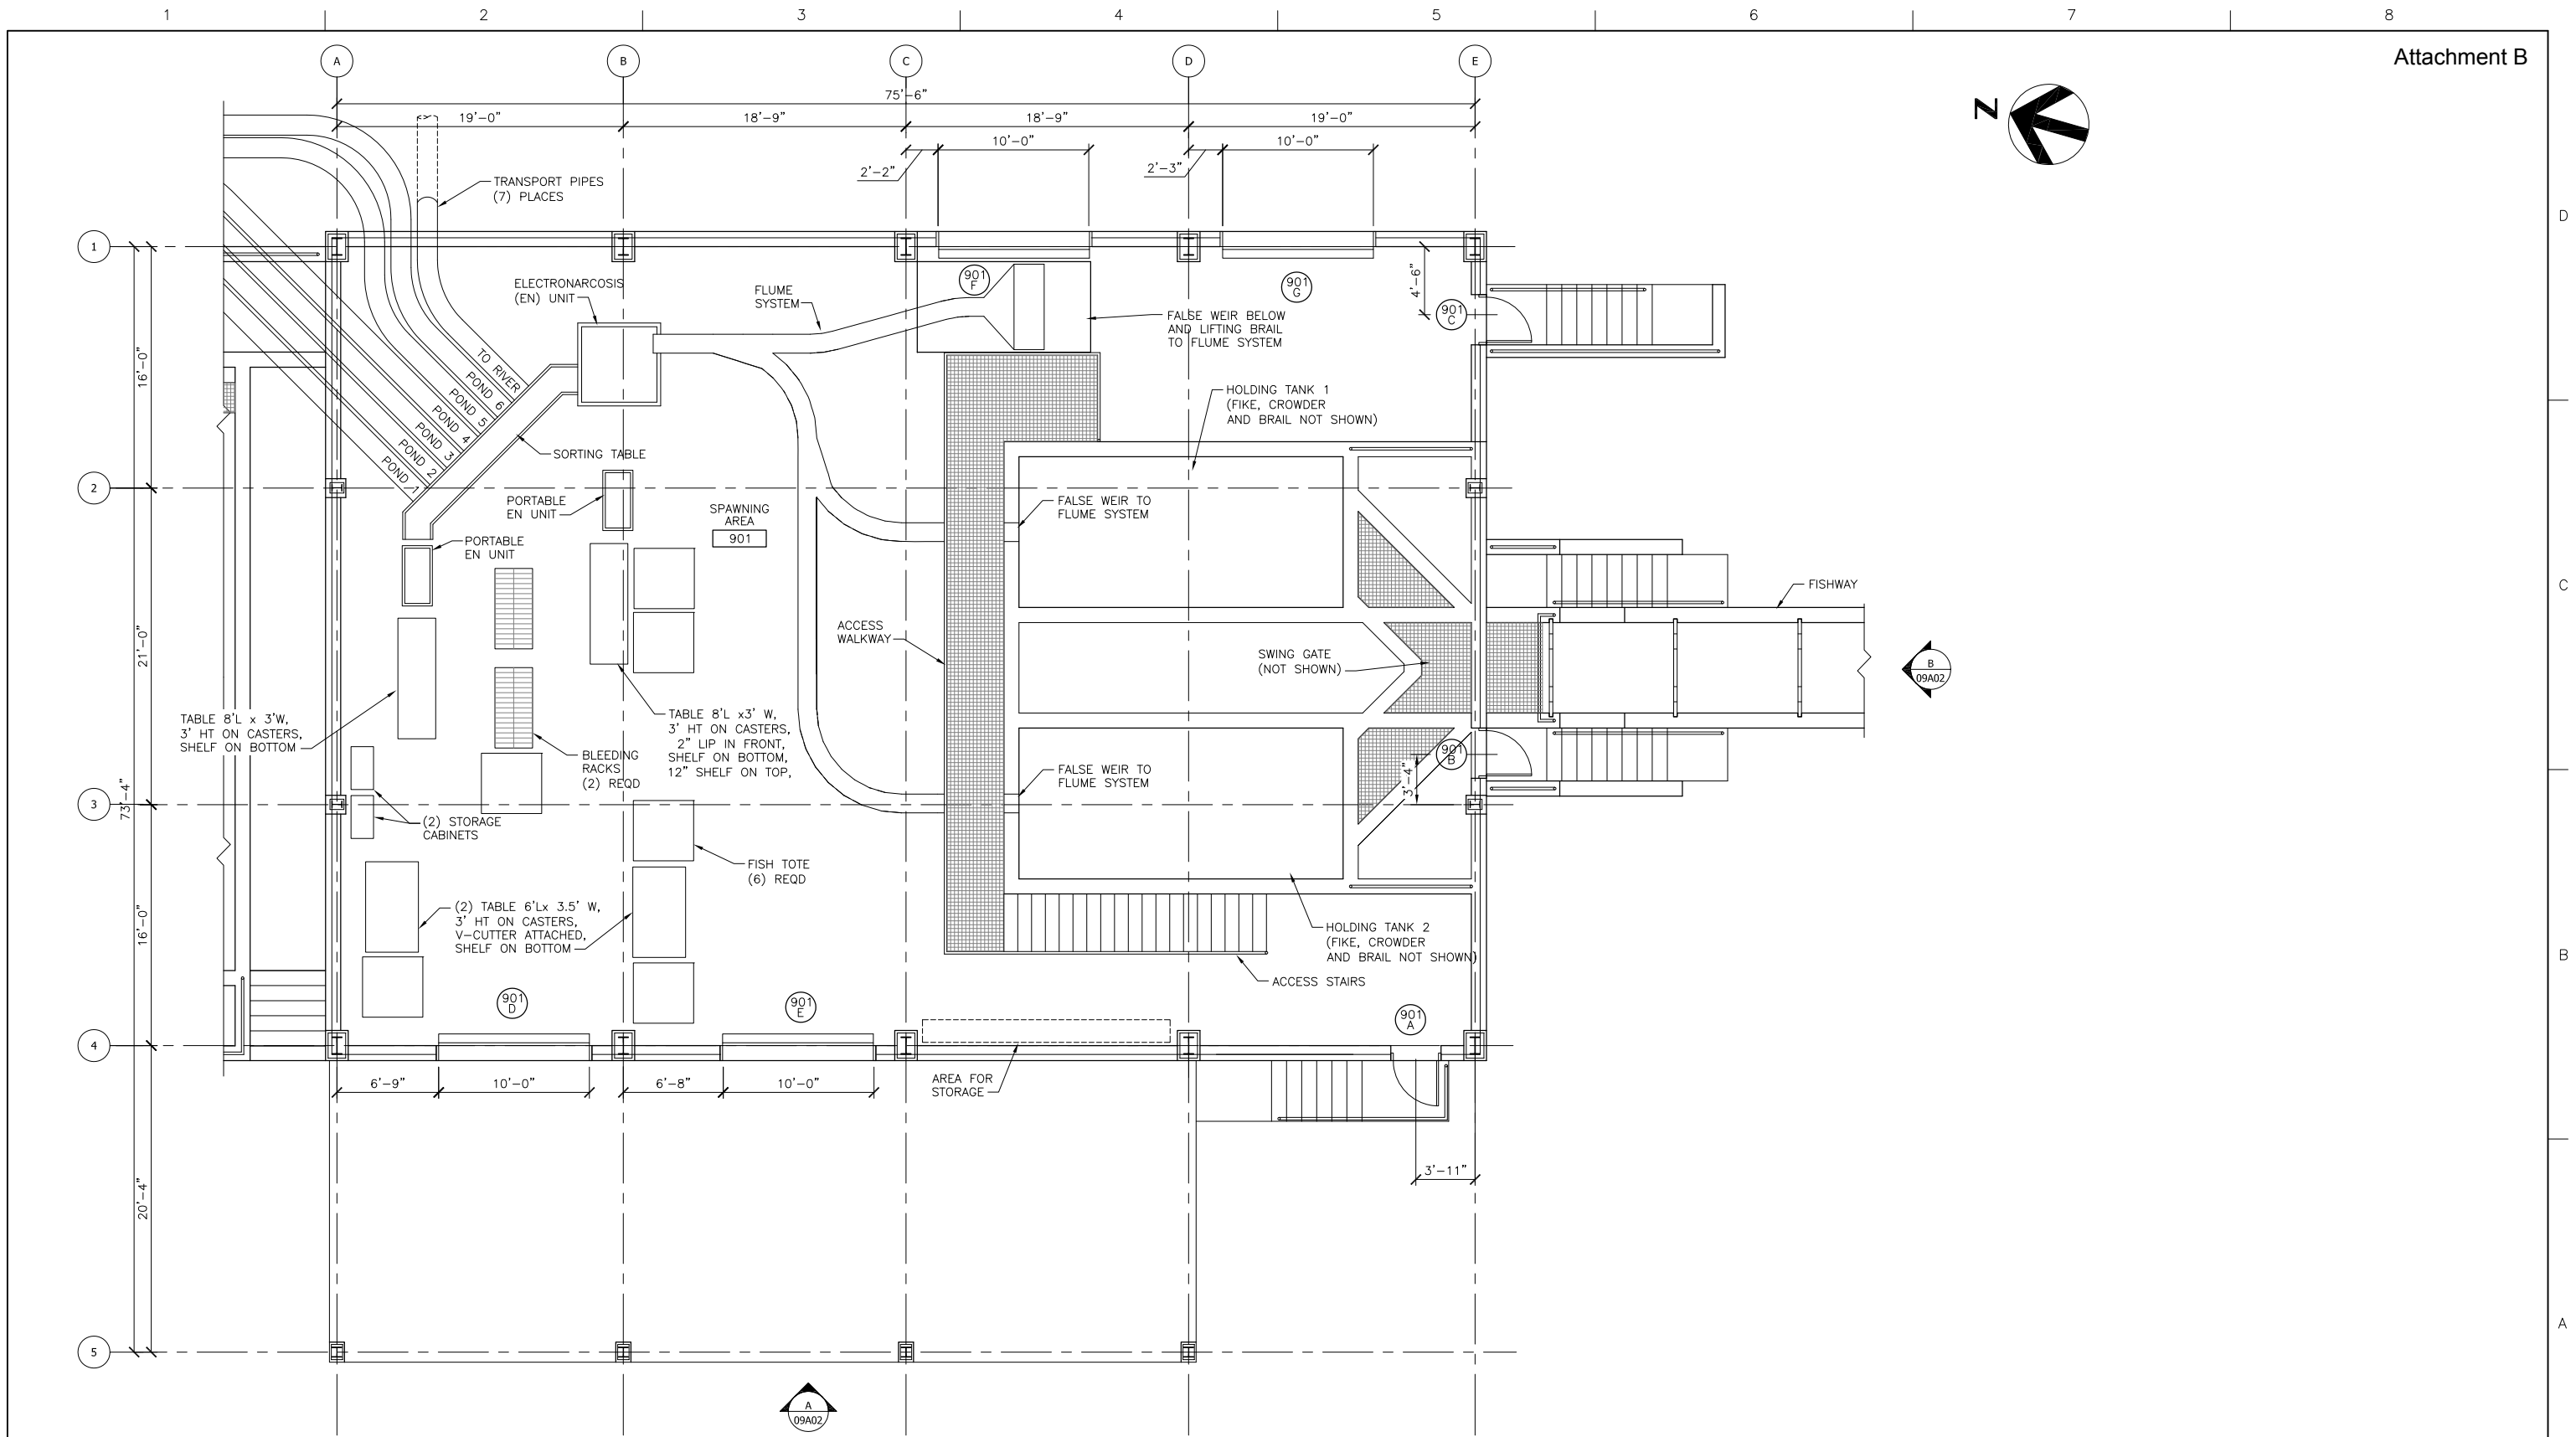 1 2 3 4 5 6 7 8
Attachment B
A B C D E
N
75'-6"
19'-0" 18'-9" 18'-9" 19'-0"
10'-0" 10'-0"
2'-2" 2'-3"
TRANSPORT PIPES
(7) PLACES
D
1
ELECTRONARCOSIS
(EN) UNIT
FLUME
SYSTEM
901
F
901
G
4'-6"
901
C
FALSE WEIR BELOW
AND LIFTING BRAIL
TO FLUME SYSTEM
16'-0"
TO RIVER
POND 6
POND 5
POND 4
POND 3
POND 2
POND 1
HOLDING TANK 1
(FIKE, CROWDER
AND BRAIL NOT SHOWN)
SORTING TABLE
2
PORTABLE
EN UNIT
SPAWNING
AREA
901
FALSE WEIR TO
FLUME SYSTEM
PORTABLE
EN UNIT
FISHWAY
C
ACCESS
WALKWAY
21'-0"
SWING GATE
(NOT SHOWN)
B
09A02
TABLE 8'L x 3'W,
3' HT ON CASTERS,
SHELF ON BOTTOM
TABLE 8'L x3' W,
3' HT ON CASTERS,
2" LIP IN FRONT,
SHELF ON BOTTOM,
12" SHELF ON TOP,
BLEEDING
RACKS
(2) REQD
901
B
3'-4"
FALSE WEIR TO
FLUME SYSTEM
3
73'-4"
(2) STORAGE
CABINETS
FISH TOTE
(6) REQD
16'-0"
(2) TABLE 6'Lx 3.5' W,
3' HT ON CASTERS,
V-CUTTER ATTACHED,
SHELF ON BOTTOM
HOLDING TANK 2
(FIKE, CROWDER
AND BRAIL NOT SHOWN)
B
ACCESS STAIRS
901
D
901
E
901
A
4
6'-9" 10'-0" 6'-8" 10'-0"
AREA FOR
STORAGE
3'-11"
20'-4"
A
5
A
09A02